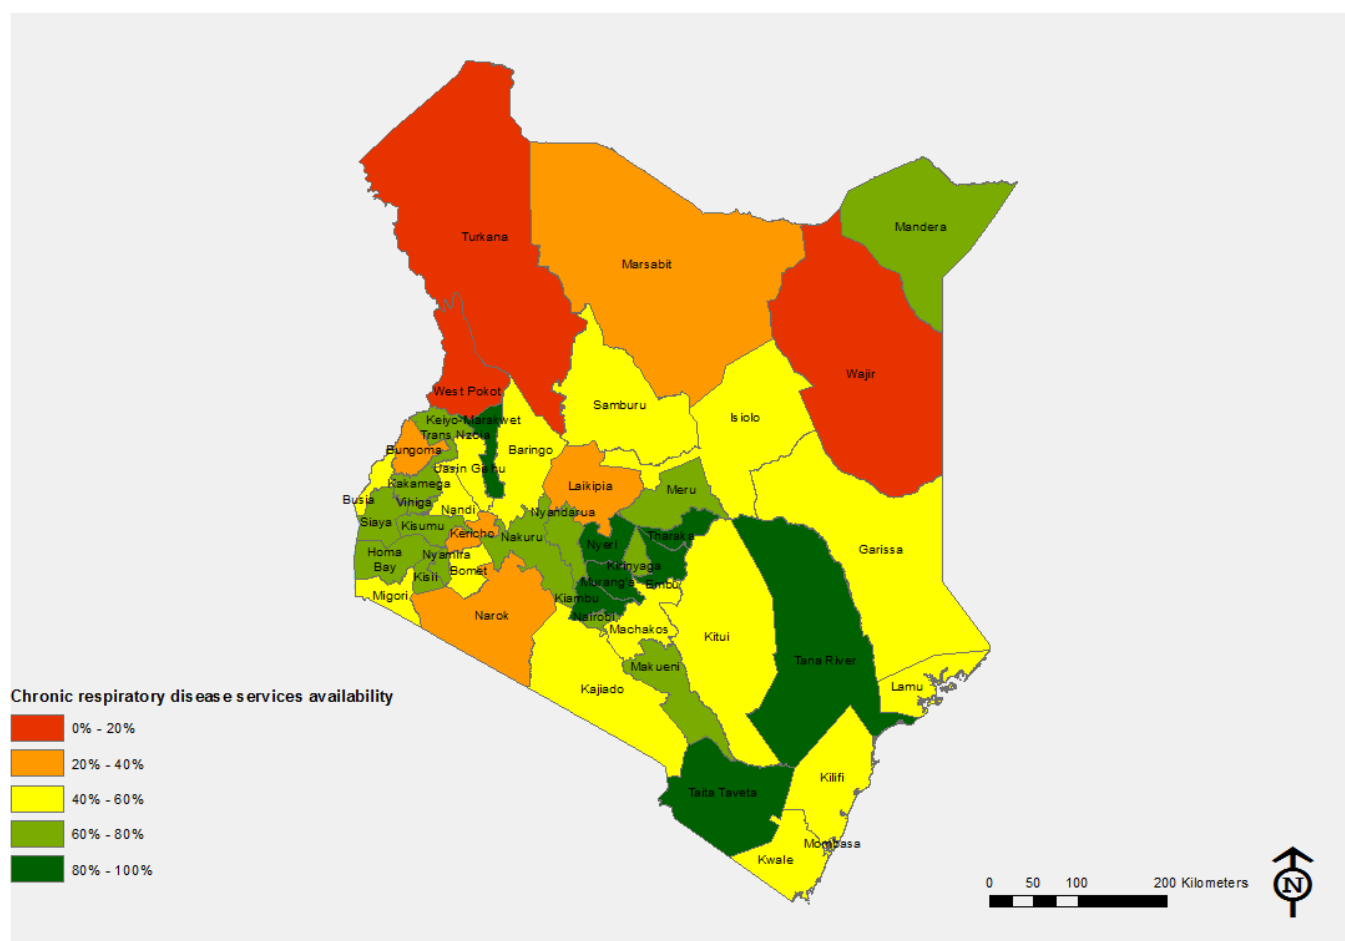 Turkana
Mandera
Marsabit
Wajir
West Pokot
Samburu
Isiolo
Keiyo-Marakwet
Trans Nzoia
Bungoma
Baringo
Uasin Gishu
Kakamega
Laikipia
Meru
Busia
Vihiga
Nandi
Nyandarua
Siaya
Kisumu
Kericho
Nakuru
Nyeri
Tharaka
Garissa
Homa
Bay
Nyamira
Kirinyaga
Kisii
Bomet
Murang'a
Embu
Migori
Kiambu
Narok
Nairobi
Machakos
Kitui
Makueni
Tana River
Kajiado
Lamu
Chronic respiratory disease services availability
0% - 20%
20% - 40%
40% - 60%
60% - 80%
80% - 100%
Kilifi
Taita Taveta
Mombasa
Kwale
0 50 100 200 Kilometers
N